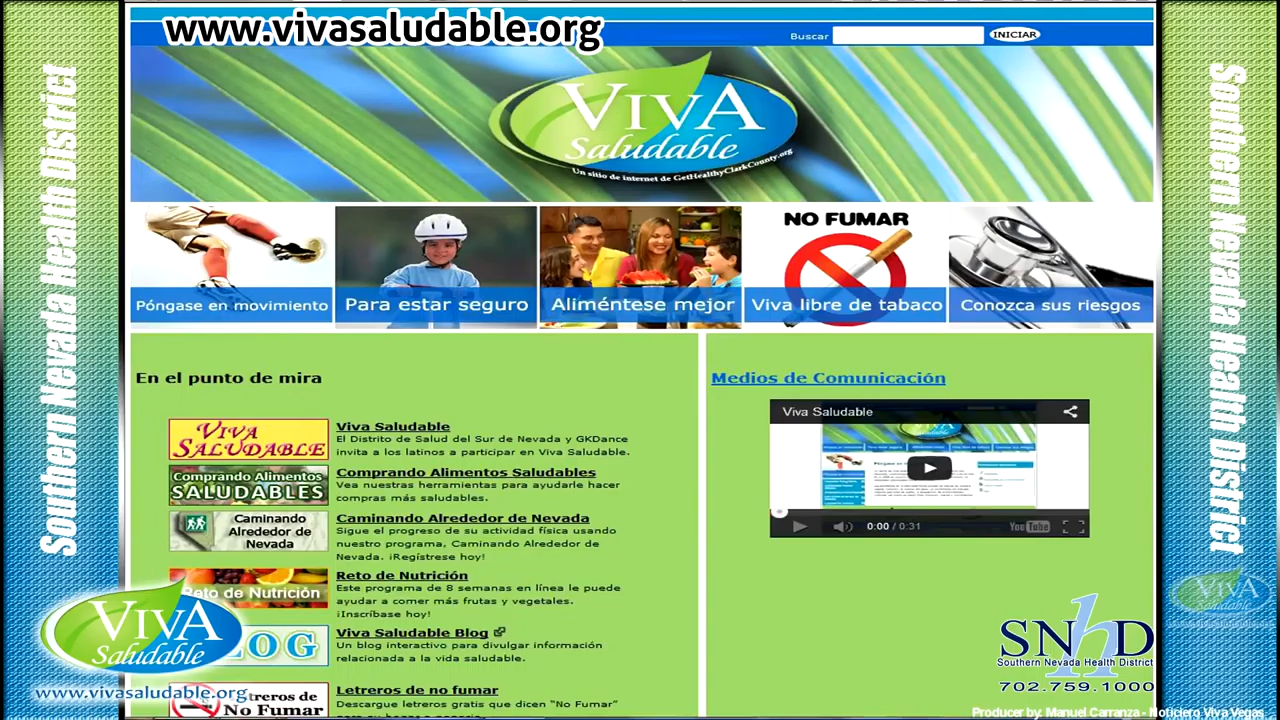 www.vivasaludable.org
Buscar
INICIAR
VIVA
Saludable
Un sitio de internet de GetHealthyClarkCounty.org
Southern Nevada Health District
Southern Nevada Health District
Póngase en movimiento
Para estar seguro
Aliméntese mejor
NO FUMAR
Viva libre de tabaco
Conozca sus riesgos
En el punto de mira
VIVA
SALUDABLE
Viva Saludable
El Distrito de Salud del Sur de Nevada y GKDance
invita a los latinos a participar en Viva Saludable.
Comprando Alimentos
SALUDABLES
Comprando Alimentos Saludables
Vea nuestras herramientas para ayudarle hacer
compras más saludables.
Caminando
Alrededor de
Nevada
Caminando Alrededor de Nevada
Sigue el progreso de su actividad física usando
nuestro programa, Caminando Alrededor de
Nevada. ¡Regístrese hoy!
Reto de Nutrición
Reto de Nutrición
Este programa de 8 semanas en línea le puede
ayudar a comer más frutas y vegetales.
¡Inscríbase hoy!
LOG
Viva Saludable Blog
Un blog interactivo para divulgar información
relacionada a la vida saludable.
treros de
No Fumar
Letreros de no fumar
Descargue letreros gratis que dicen “No Fumar”
Medios de Comunicación
Viva Saludable
0:00 / 0:31
YouTube
VIVA
Saludable
www.vivasaludable.org
VIVA
Saludable
SNhD
Southern Nevada Health District
702.759.1000
Producer by: Manuel Carranza - Noticiero Viva Vegas